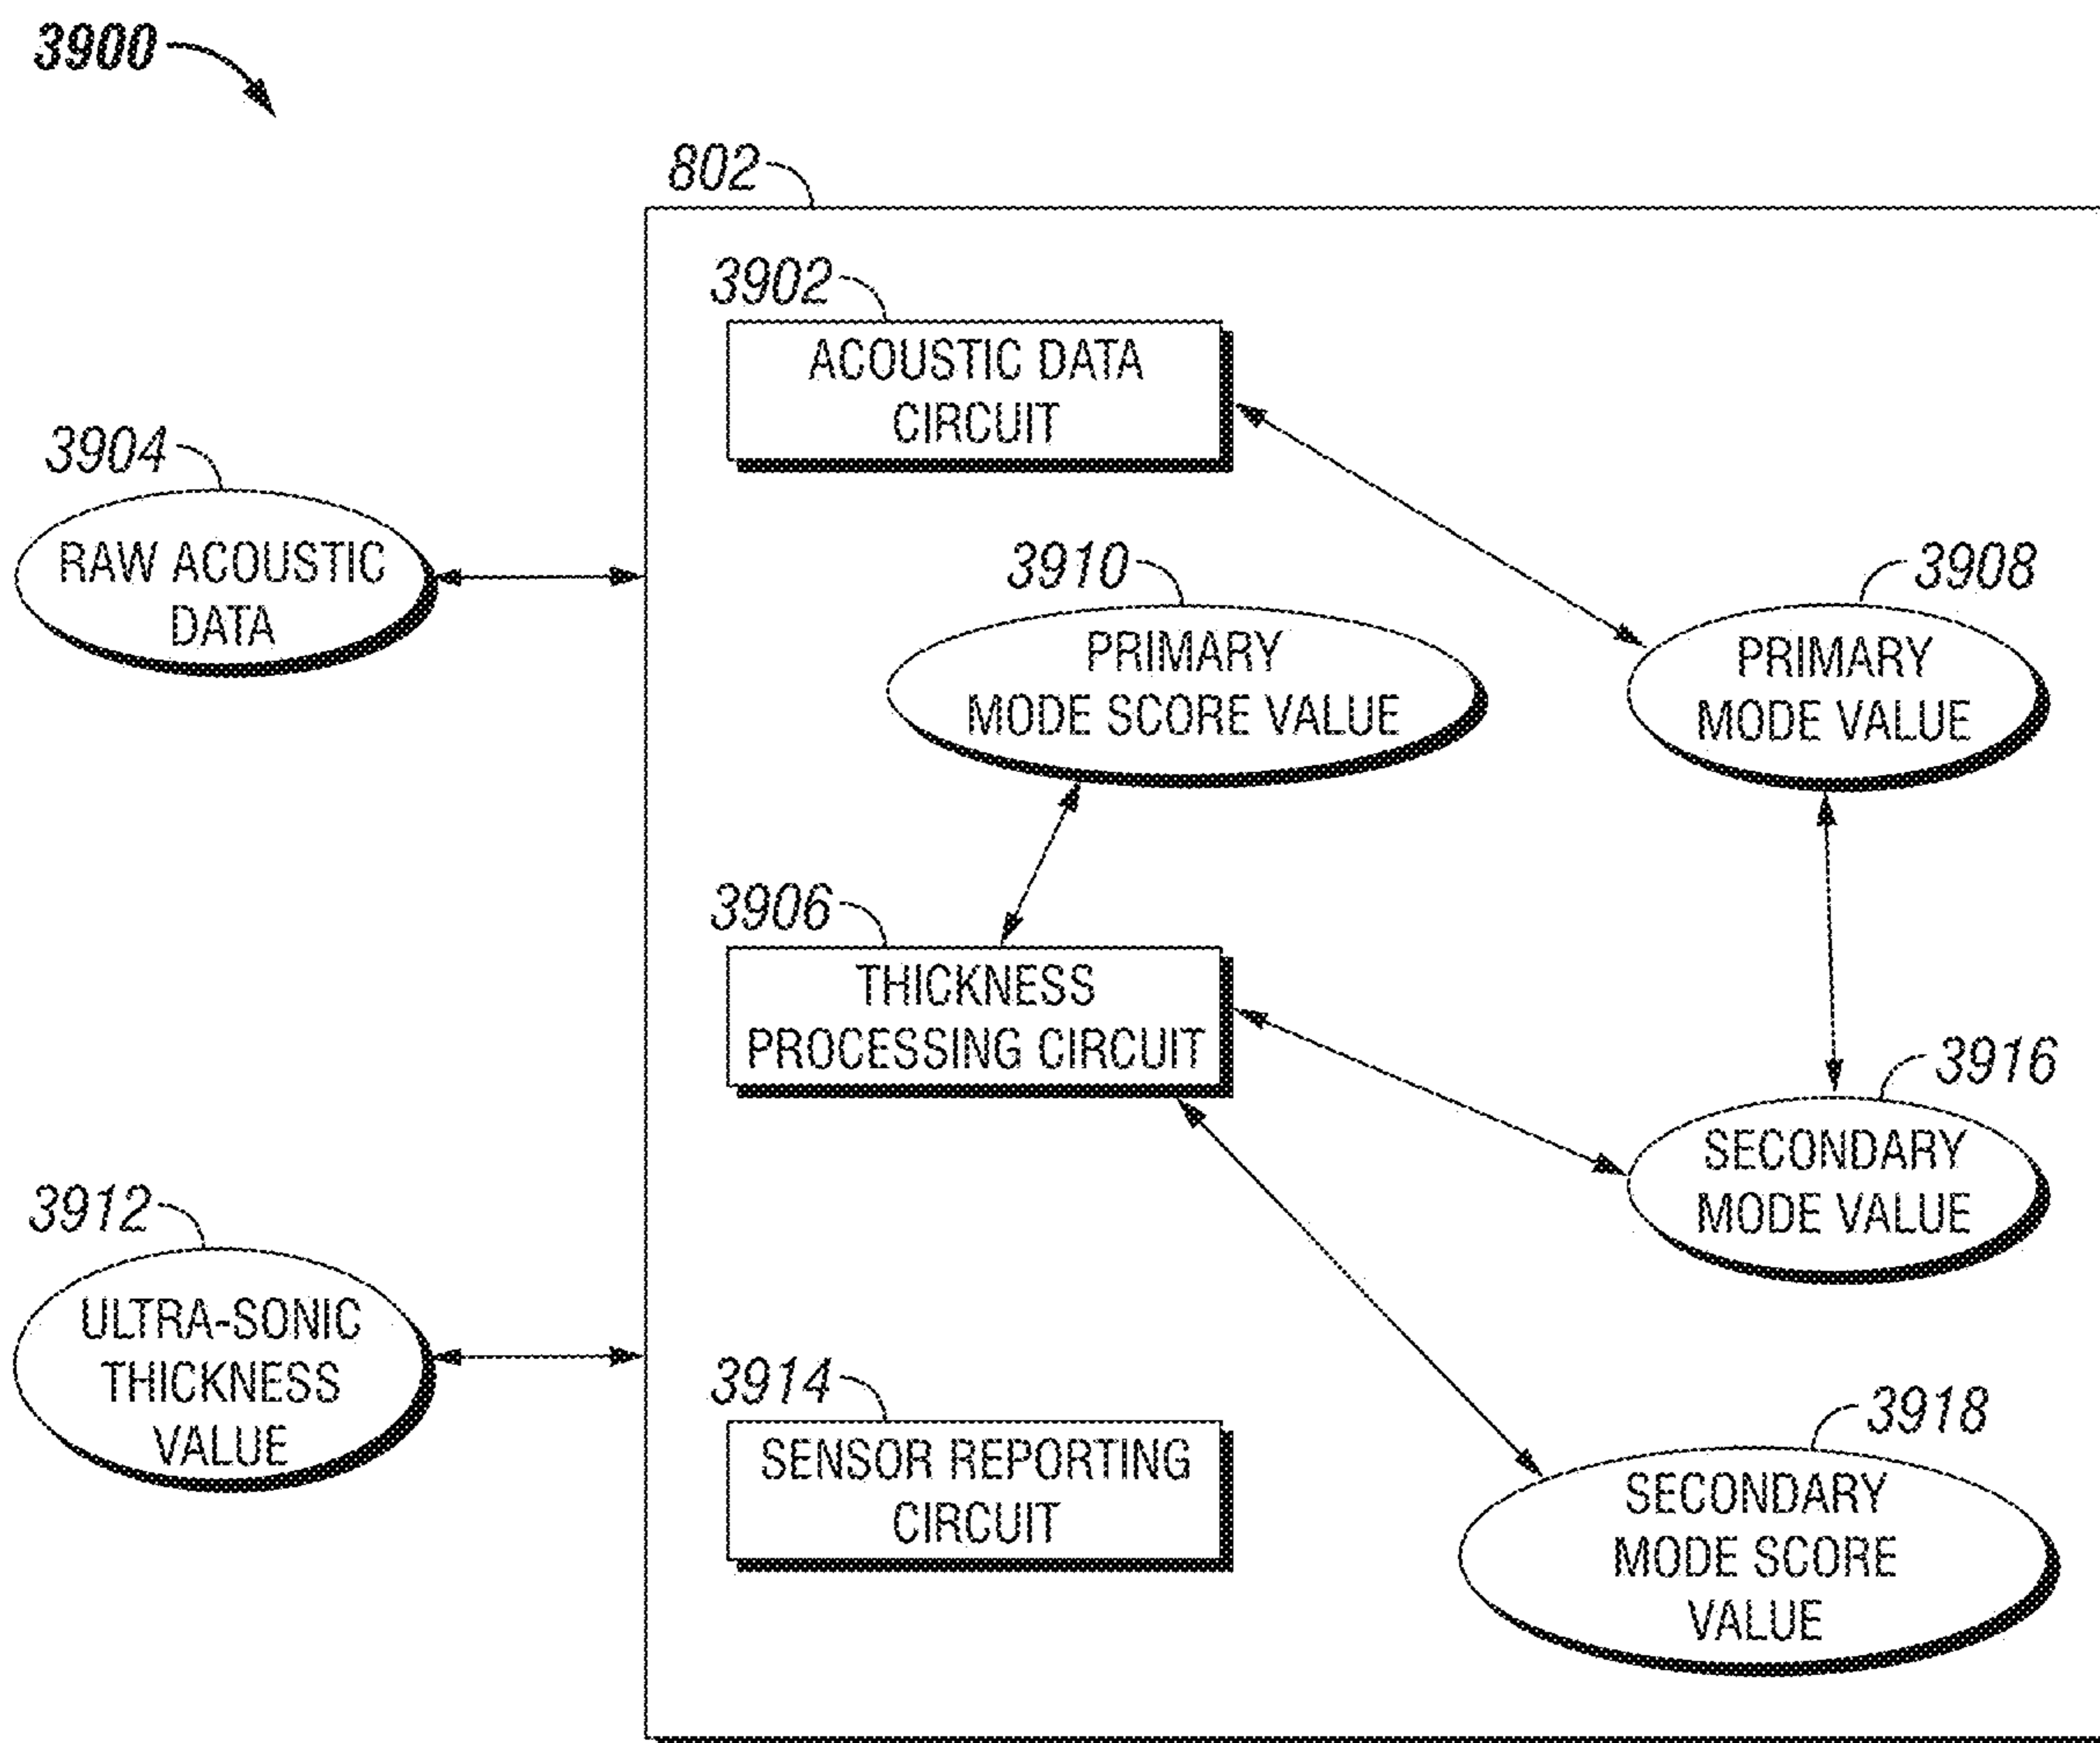 3900
802
3902
ACOUSTIC DATA
CIRCUIT
3904
RAW ACOUSTIC
DATA
3910
PRIMARY
MODE SCORE VALUE
3908
PRIMARY
MODE VALUE
3906
THICKNESS
PROCESSING CIRCUIT
3916
SECONDARY
MODE VALUE
3912
ULTRA-SONIC
THICKNESS
VALUE
3914
SENSOR REPORTING
CIRCUIT
3918
SECONDARY
MODE SCORE
VALUE